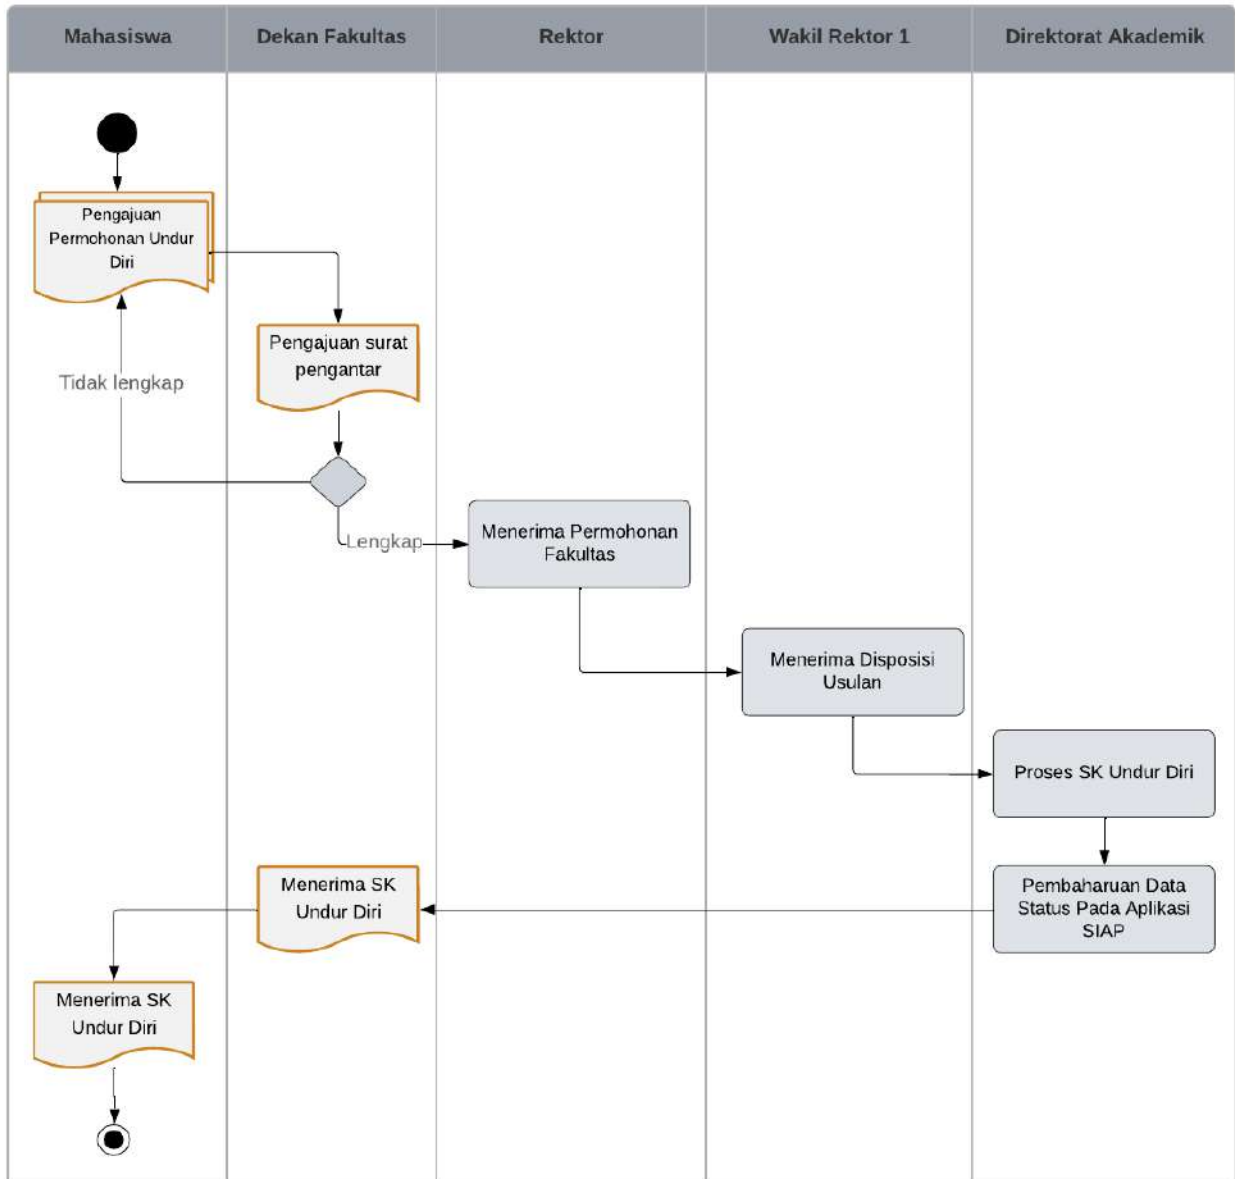 Mahasiswa
Dekan Fakultas
Rektor
Wakil Rektor 1
Direktorat Akademik
Pengajuan
Permohonan Undur
Diri
Pengajuan surat
pengantar
Tidak lengkap
Lengkap
Menerima Permohonan
Fakultas
Menerima Disposisi
Usulan
Proses SK Undur Diri
Pembaharuan Data
Status Pada Aplikasi
SIAP
Menerima SK
Undur Diri
Menerima SK
Undur Diri